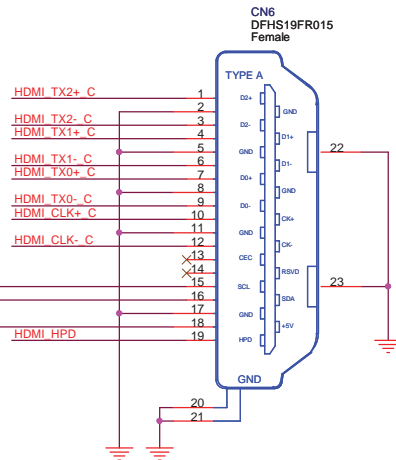 CN6
DFHS19FR015
Female
TYPE A
HDMI_TX2+_C 1 D2+
2 GND
HDMI_TX2-_C 3 D2-
HDMI_TX1+_C 4 D1+
5 GND
HDMI_TX1-_C 6 D1-
HDMI_TX0+_C 7 D0+
8 GND
HDMI_TX0-_C 9 D0-
HDMI_CLK+_C 10 CK+
11 GND
HDMI_CLK-_C 12 CK-
13 CEC
14 RSVD
15 SCL
16 SDA
17 GND
18 +5V
HDMI_HPD 19 HPD
22
23
GND
20
21